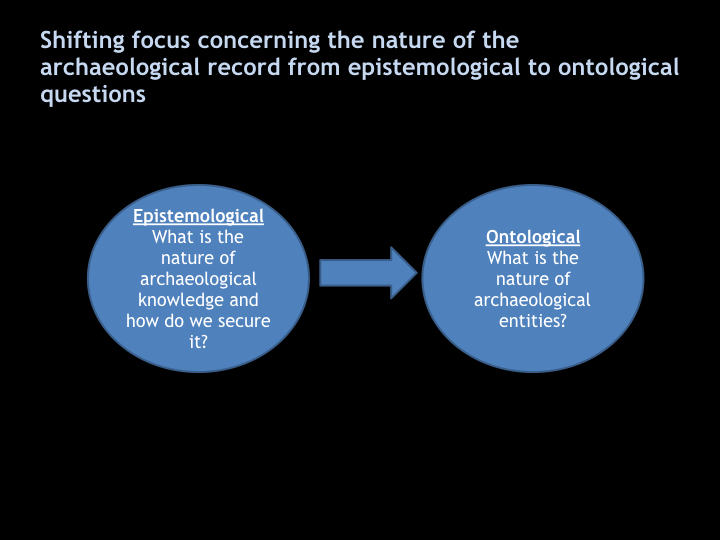 Shifting focus concerning the nature of the
archaeological record from epistemological to ontological
questions
Epistemological
What is the
nature of
archaeological
knowledge and
how do we secure
it?
Ontological
What is the
nature of
archaeological
entities?